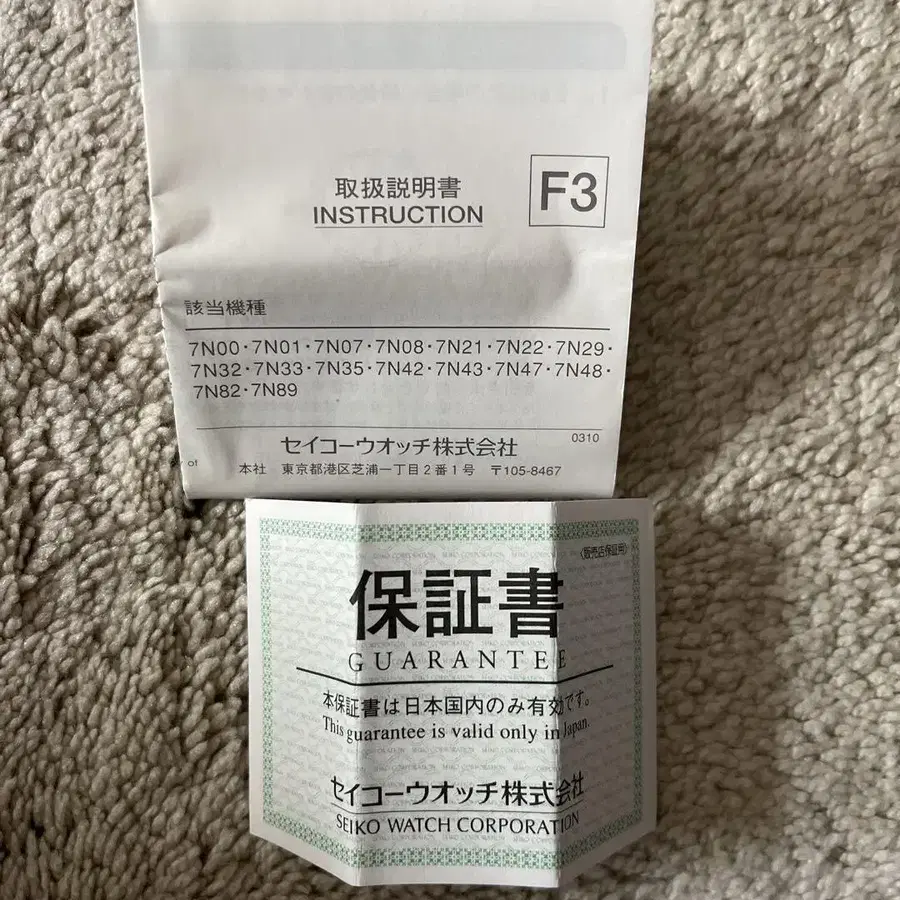 取扱説明書
INSTRUCTION
F3
該当機種
7N00・7N01・7N07・7N08・7N21・7N22・7N29・
7N32・7N33・7N35・7N42・7N43・7N47・7N48・
7N82・7N89
セイコーウオッチ株式会社
0310
of
本社 東京都港区芝浦一丁目2番1号 〒105-8467
〈販売店保証用〉
保証書
GUARANTEE
本保証書は日本国内のみ有効です。
This guarantee is valid only in Japan.
セイコーウオッチ株式会社
SEIKO WATCH CORPORATION